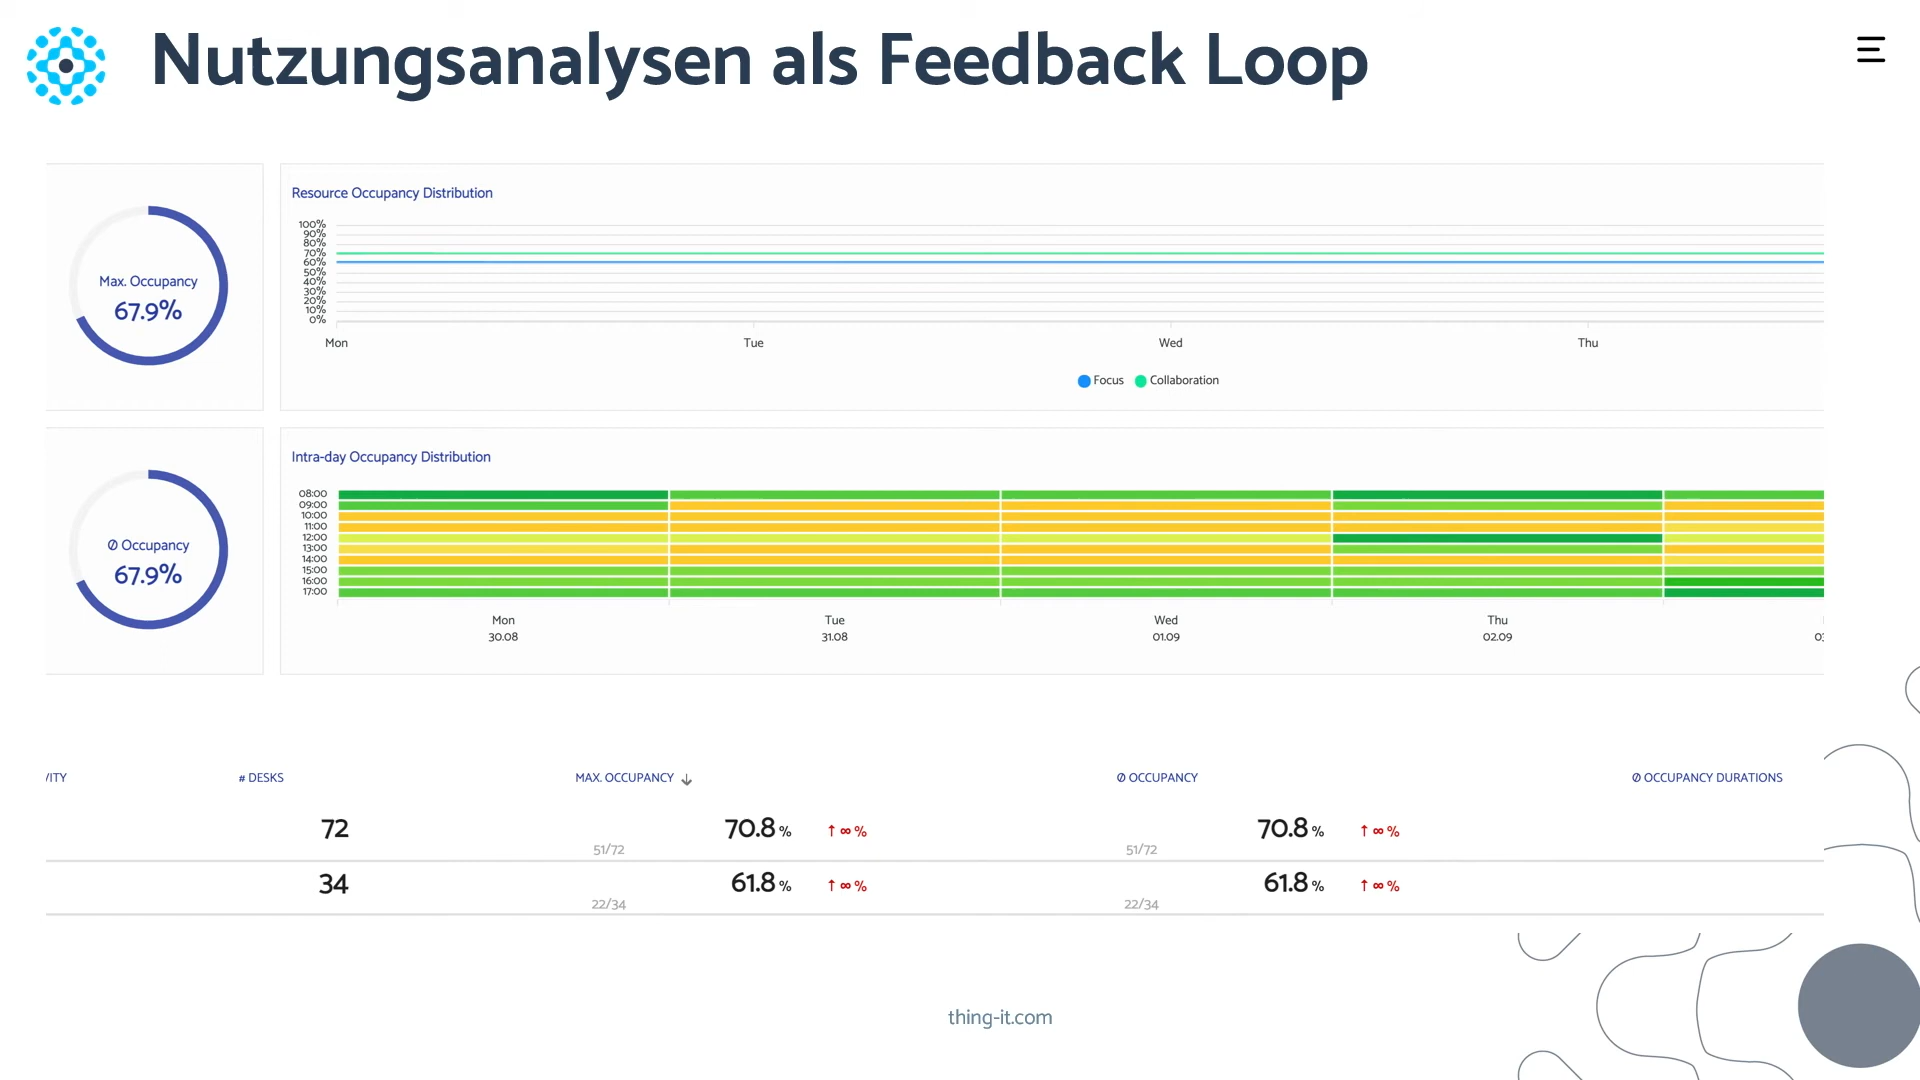 Nutzungsanalysen als Feedback Loop
Max. Occupancy
67.9%
Resource Occupancy Distribution
100%
90%
80%
70%
60%
50%
40%
30%
20%
10%
0%
Mon Tue Wed Thu
Focus Collaboration
Ø Occupancy
67.9%
Intra-day Occupancy Distribution
08:00
09:00
10:00
11:00
12:00
13:00
14:00
15:00
16:00
17:00
Mon Tue Wed Thu
30.08 31.08 01.09 02.09
VITY # DESKS MAX. OCCUPANCY ↓ Ø OCCUPANCY Ø OCCUPANCY DURATIONS
72 70.8 % ↑ ∞ % 70.8 % ↑ ∞ %
51/72 51/72
34 61.8 % ↑ ∞ % 61.8 % ↑ ∞ %
22/34 22/34
thing-it.com